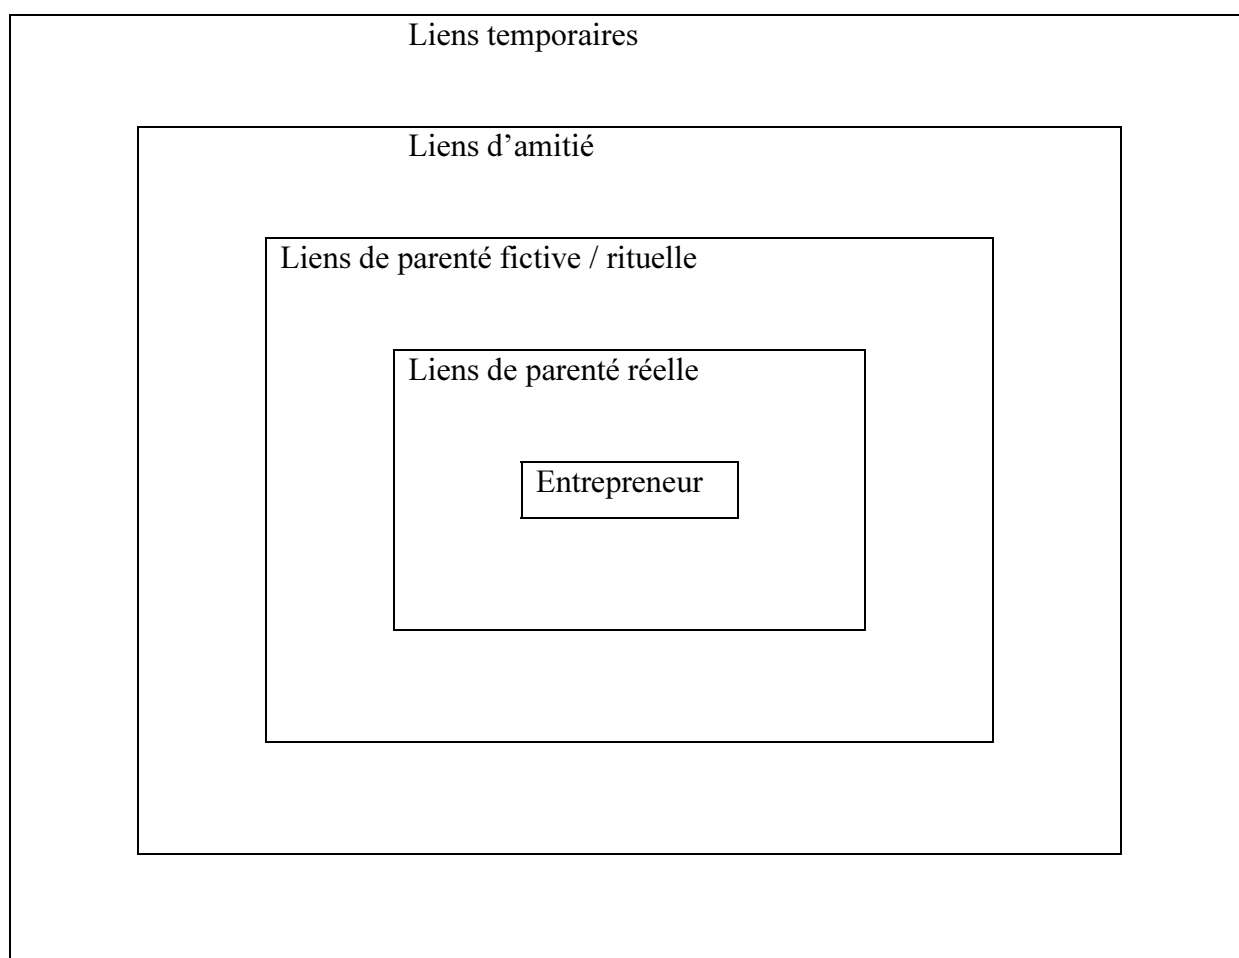 Liens temporaires
Liens d’amitié
Liens de parenté fictive / rituelle
Liens de parenté réelle
Entrepreneur